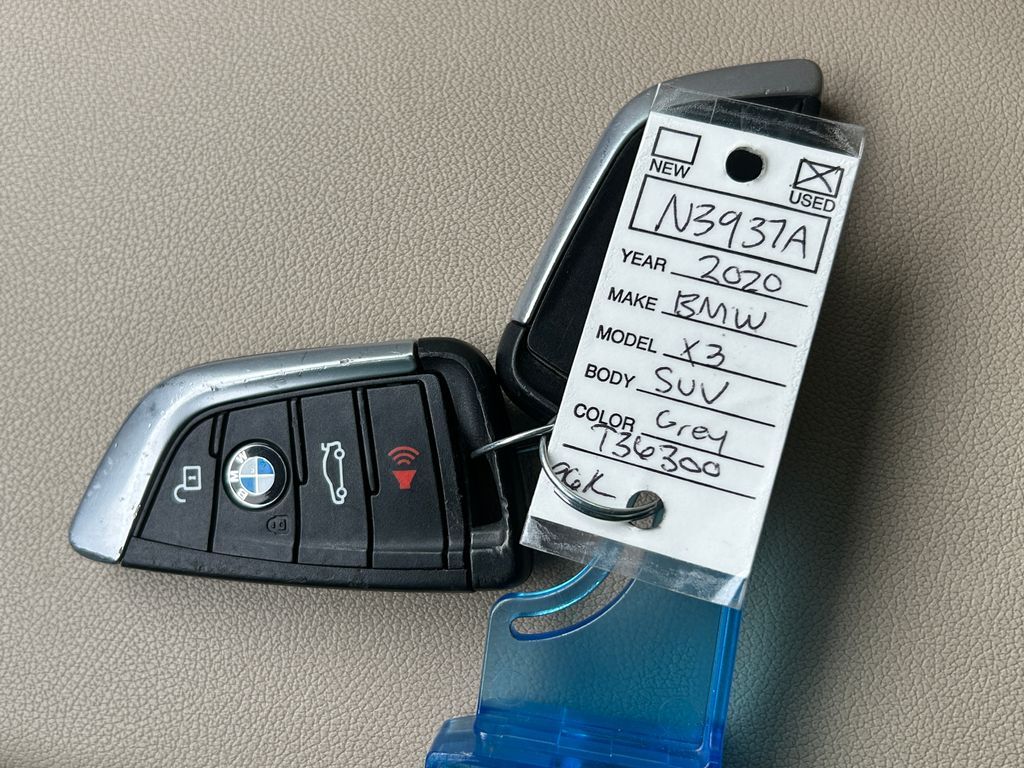 NEW
USED
N3937A
YEAR 2020
MAKE BMW
MODEL X3
BODY SUV
COLOR Grey
T36300
96K
BMW